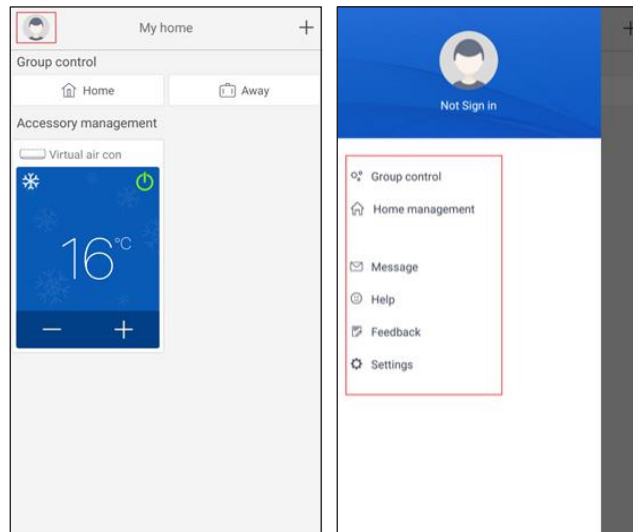 My home
+
Group control
Home
Away
Accessory management
Virtual air con
16°C
− +
Not Sign in
Group control
Home management
Message
Help
Feedback
Settings